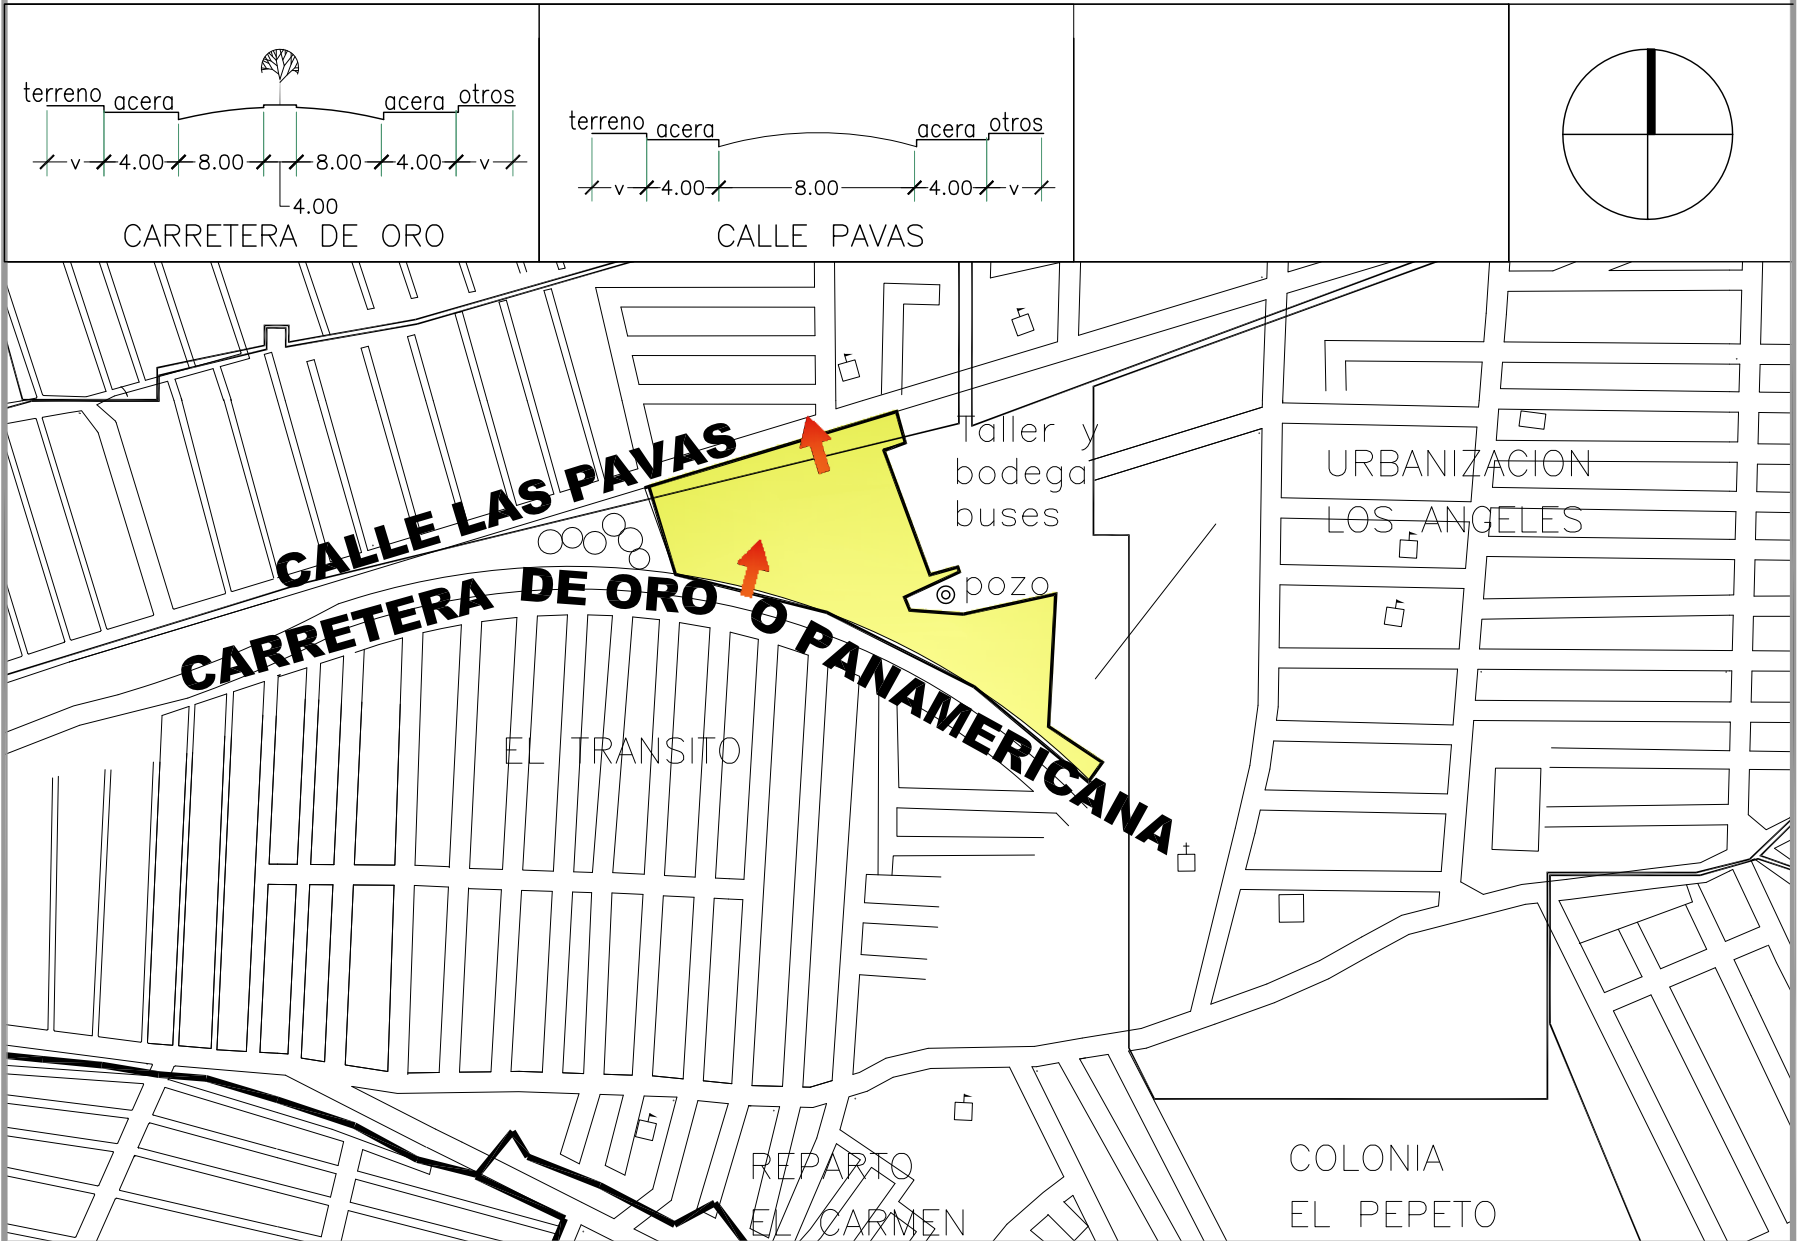 terreno acera acera otros
v 4.00 8.00 8.00 4.00 v
4.00
CARRETERA DE ORO
terreno acera acera otros
v 4.00 8.00 4.00 v
CALLE PAVAS
CALLE LAS PAVAS
CARRETERA DE ORO O PANAMERICANA
Taller y
bodega
buses
pozo
URBANIZACION
LOS ANGELES
EL TRANSITO
REPARTO
EL CARMEN
COLONIA
EL PEPETO